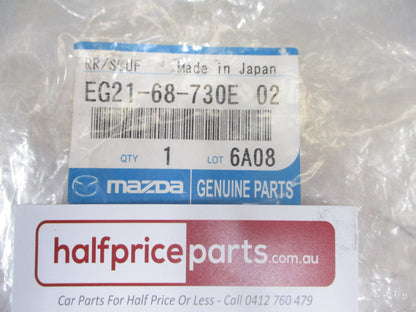 RR/SCUF Made in Japan
EG21-68-730E 02
QTY 1 LOT 6A08
mazda GENUINE PARTS
halfpriceparts.com.au
Car Parts For Half Price Or Less - Call 0412 760 479